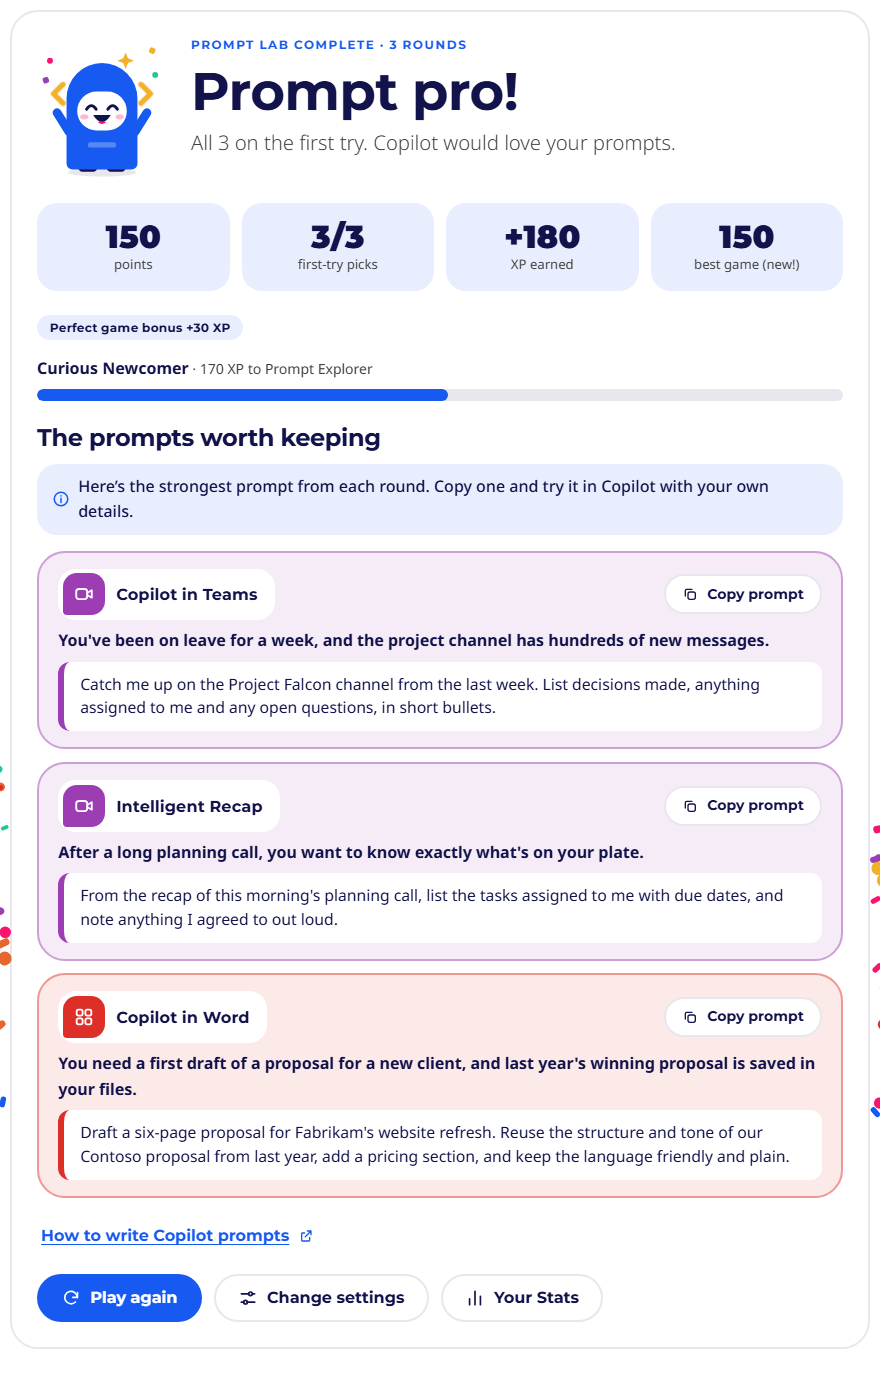 PROMPT LAB COMPLETE · 3 ROUNDS
Prompt pro!
All 3 on the first try. Copilot would love your prompts.
150
points
3/3
first-try picks
+180
XP earned
150
best game (new!)
Perfect game bonus +30 XP
Curious Newcomer · 170 XP to Prompt Explorer
The prompts worth keeping
Here’s the strongest prompt from each round. Copy one and try it in Copilot with your own
details.
Copilot in Teams
Copy prompt
You've been on leave for a week, and the project channel has hundreds of new messages.
Catch me up on the Project Falcon channel from the last week. List decisions made, anything
assigned to me and any open questions, in short bullets.
Intelligent Recap
Copy prompt
After a long planning call, you want to know exactly what's on your plate.
From the recap of this morning's planning call, list the tasks assigned to me with due dates, and
note anything I agreed to out loud.
Copilot in Word
Copy prompt
You need a first draft of a proposal for a new client, and last year's winning proposal is saved in
your files.
Draft a six-page proposal for Fabrikam's website refresh. Reuse the structure and tone of our
Contoso proposal from last year, add a pricing section, and keep the language friendly and plain.
How to write Copilot prompts
Play again
Change settings
Your Stats